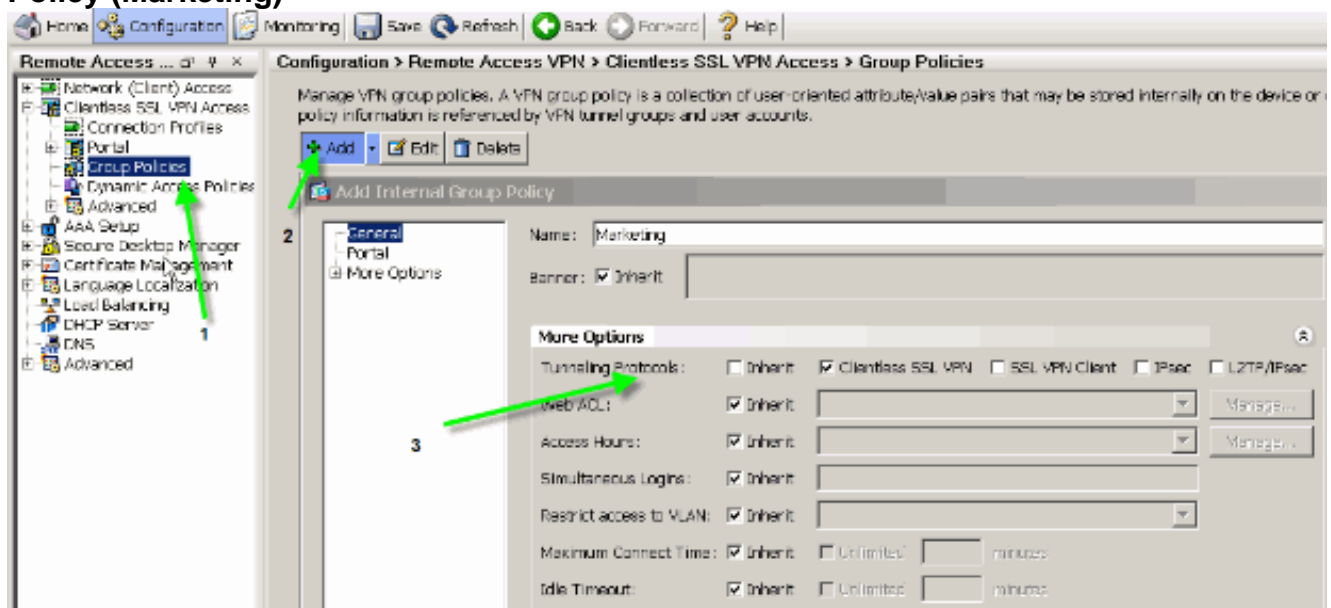 Policy (Marketing)
Home Configuration Monitoring Save Refresh Back Forward Help
Remote Access ...
Configuration > Remote Access VPN > Clientless SSL VPN Access > Group Policies
Network (Client) Access
Clientless SSL VPN Access
Connection Profiles
Portal
Group Policies
Dynamic Access Policies
Advanced
AAA Setup
Secure Desktop Manager
Certificate Management
Language Localization
Load Balancing
DHCP Server
DNS
Advanced
1
Manage VPN group policies. A VPN group policy is a collection of user-oriented attribute/value pairs that may be stored internally on the device or
policy information is referenced by VPN tunnel groups and user accounts.
Add Edit Delete
2
Add Internal Group Policy
General
Portal
More Options
3
Name: Marketing
Banner: Inherit
More Options
Tunneling Protocols: Inherit Clientless SSL VPN SSL VPN Client IPsec L2TP/IPsec
Web ACL: Inherit Manage...
Access Hours: Inherit Manage...
Simultaneous Logins: Inherit
Restrict access to VLAN: Inherit
Maximum Connect Time: Inherit Unlimited minutes
Idle Timeout: Inherit Unlimited minutes